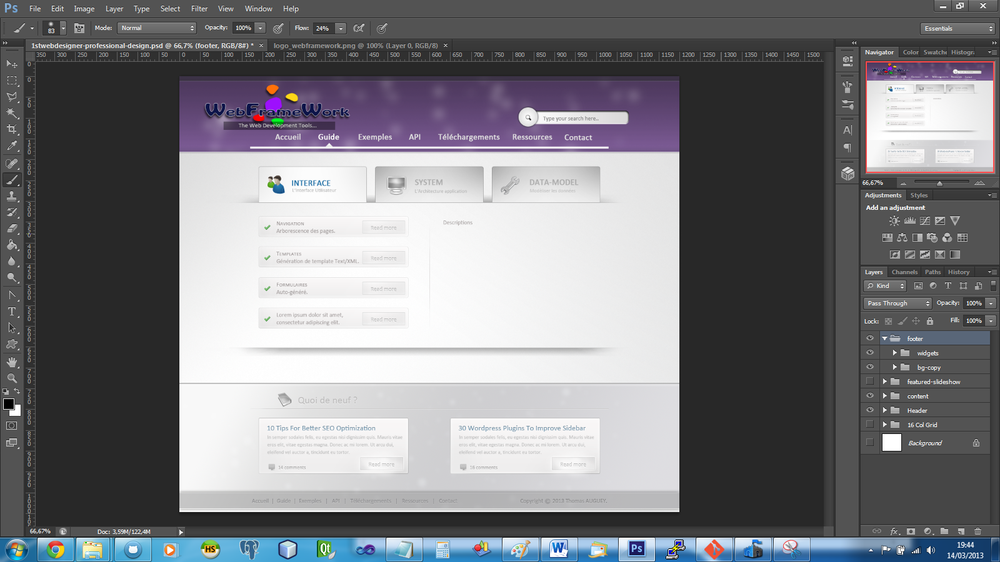 Ps File Edit Image Layer Type Select Filter View Window Help
83 Mode: Normal Opacity: 100% Flow: 24% Essentials
1stwebdesigner-professional-design.psd @ 66,7% (footer, RGB/8#) * × logo_webframework.png @ 100% (Layer 0, RGB/8) ×
350 300 250 200 150 100 50 0 50 100 150 200 250 300 350 400 450 500 550 600 650 700 750 800 850 900 950 1000 1050 1100 1150 1200 1250 1300 1350 1400 1450 1500
WebFrameWork
The Web Development Tools...
Type your search here..
Accueil Guide Exemples API Téléchargements Ressources Contact
INTERFACE
L'Interface Utilisateur
SYSTEM
L'Architecture application
DATA-MODEL
Modéliser les données
Navigation
Arborescence des pages.
Read more
Descriptions
Templates
Génération de template Text/XML.
Read more
Formulaires
Auto-généré.
Read more
Lorem ipsum dolor sit amet,
consectetur adipiscing elit.
Read more
Quoi de neuf ?
10 Tips For Better SEO Optimization
In semper sodales felis, eu egestas nisi dignissim quis. Mauris vitae
eros elit, vitae egestas magna. Donec ac mi lorem. Ut arcu dui,
eleifend vel auctor a, tincidunt eu tortor.
14 comments
Read more
30 Wordpress Plugins To Improve Sidebar
In semper sodales felis, eu egestas nisi dignissim quis. Mauris vitae
eros elit, vitae egestas magna. Donec ac mi lorem. Ut arcu dui,
eleifend vel auctor a, tincidunt eu tortor.
16 comments
Read more
Accueil | Guide | Exemples | API | Téléchargements | Ressources | Contact
Copyright © 2013 Thomas AUGUEY.
66,67% Doc: 3,59M/122,4M
Navigator Color Swatche Histogra
66,67%
Adjustments Styles
Add an adjustment
Layers Channels Paths History
Kind
Pass Through Opacity: 100%
Lock: Fill: 100%
footer
widgets
bg-copy
featured-slideshow
content
Header
16 Col Grid
Background
fx
HS
Qt
Ps
19:44
14/03/2013